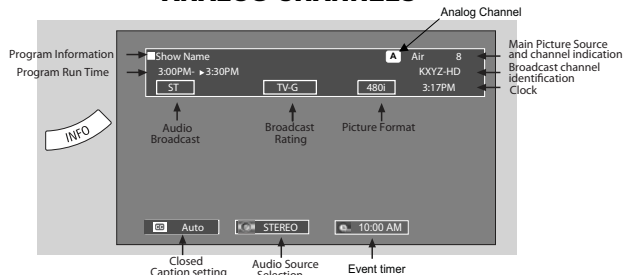 ANALOG CHANNELS
Analog Channel
Program Information
Show Name
A
Air 8
Main Picture Source
and channel indication
Program Run Time
3:00PM- ▸3:30PM
KXYZ-HD
Broadcast channel
identification
ST
TV-G
480i
3:17PM
Clock
INFO
Audio
Broadcast
Broadcast
Rating
Picture Format
CC Auto
STEREO
10:00 AM
Closed
Caption setting
Audio Source
Selection
Event timer